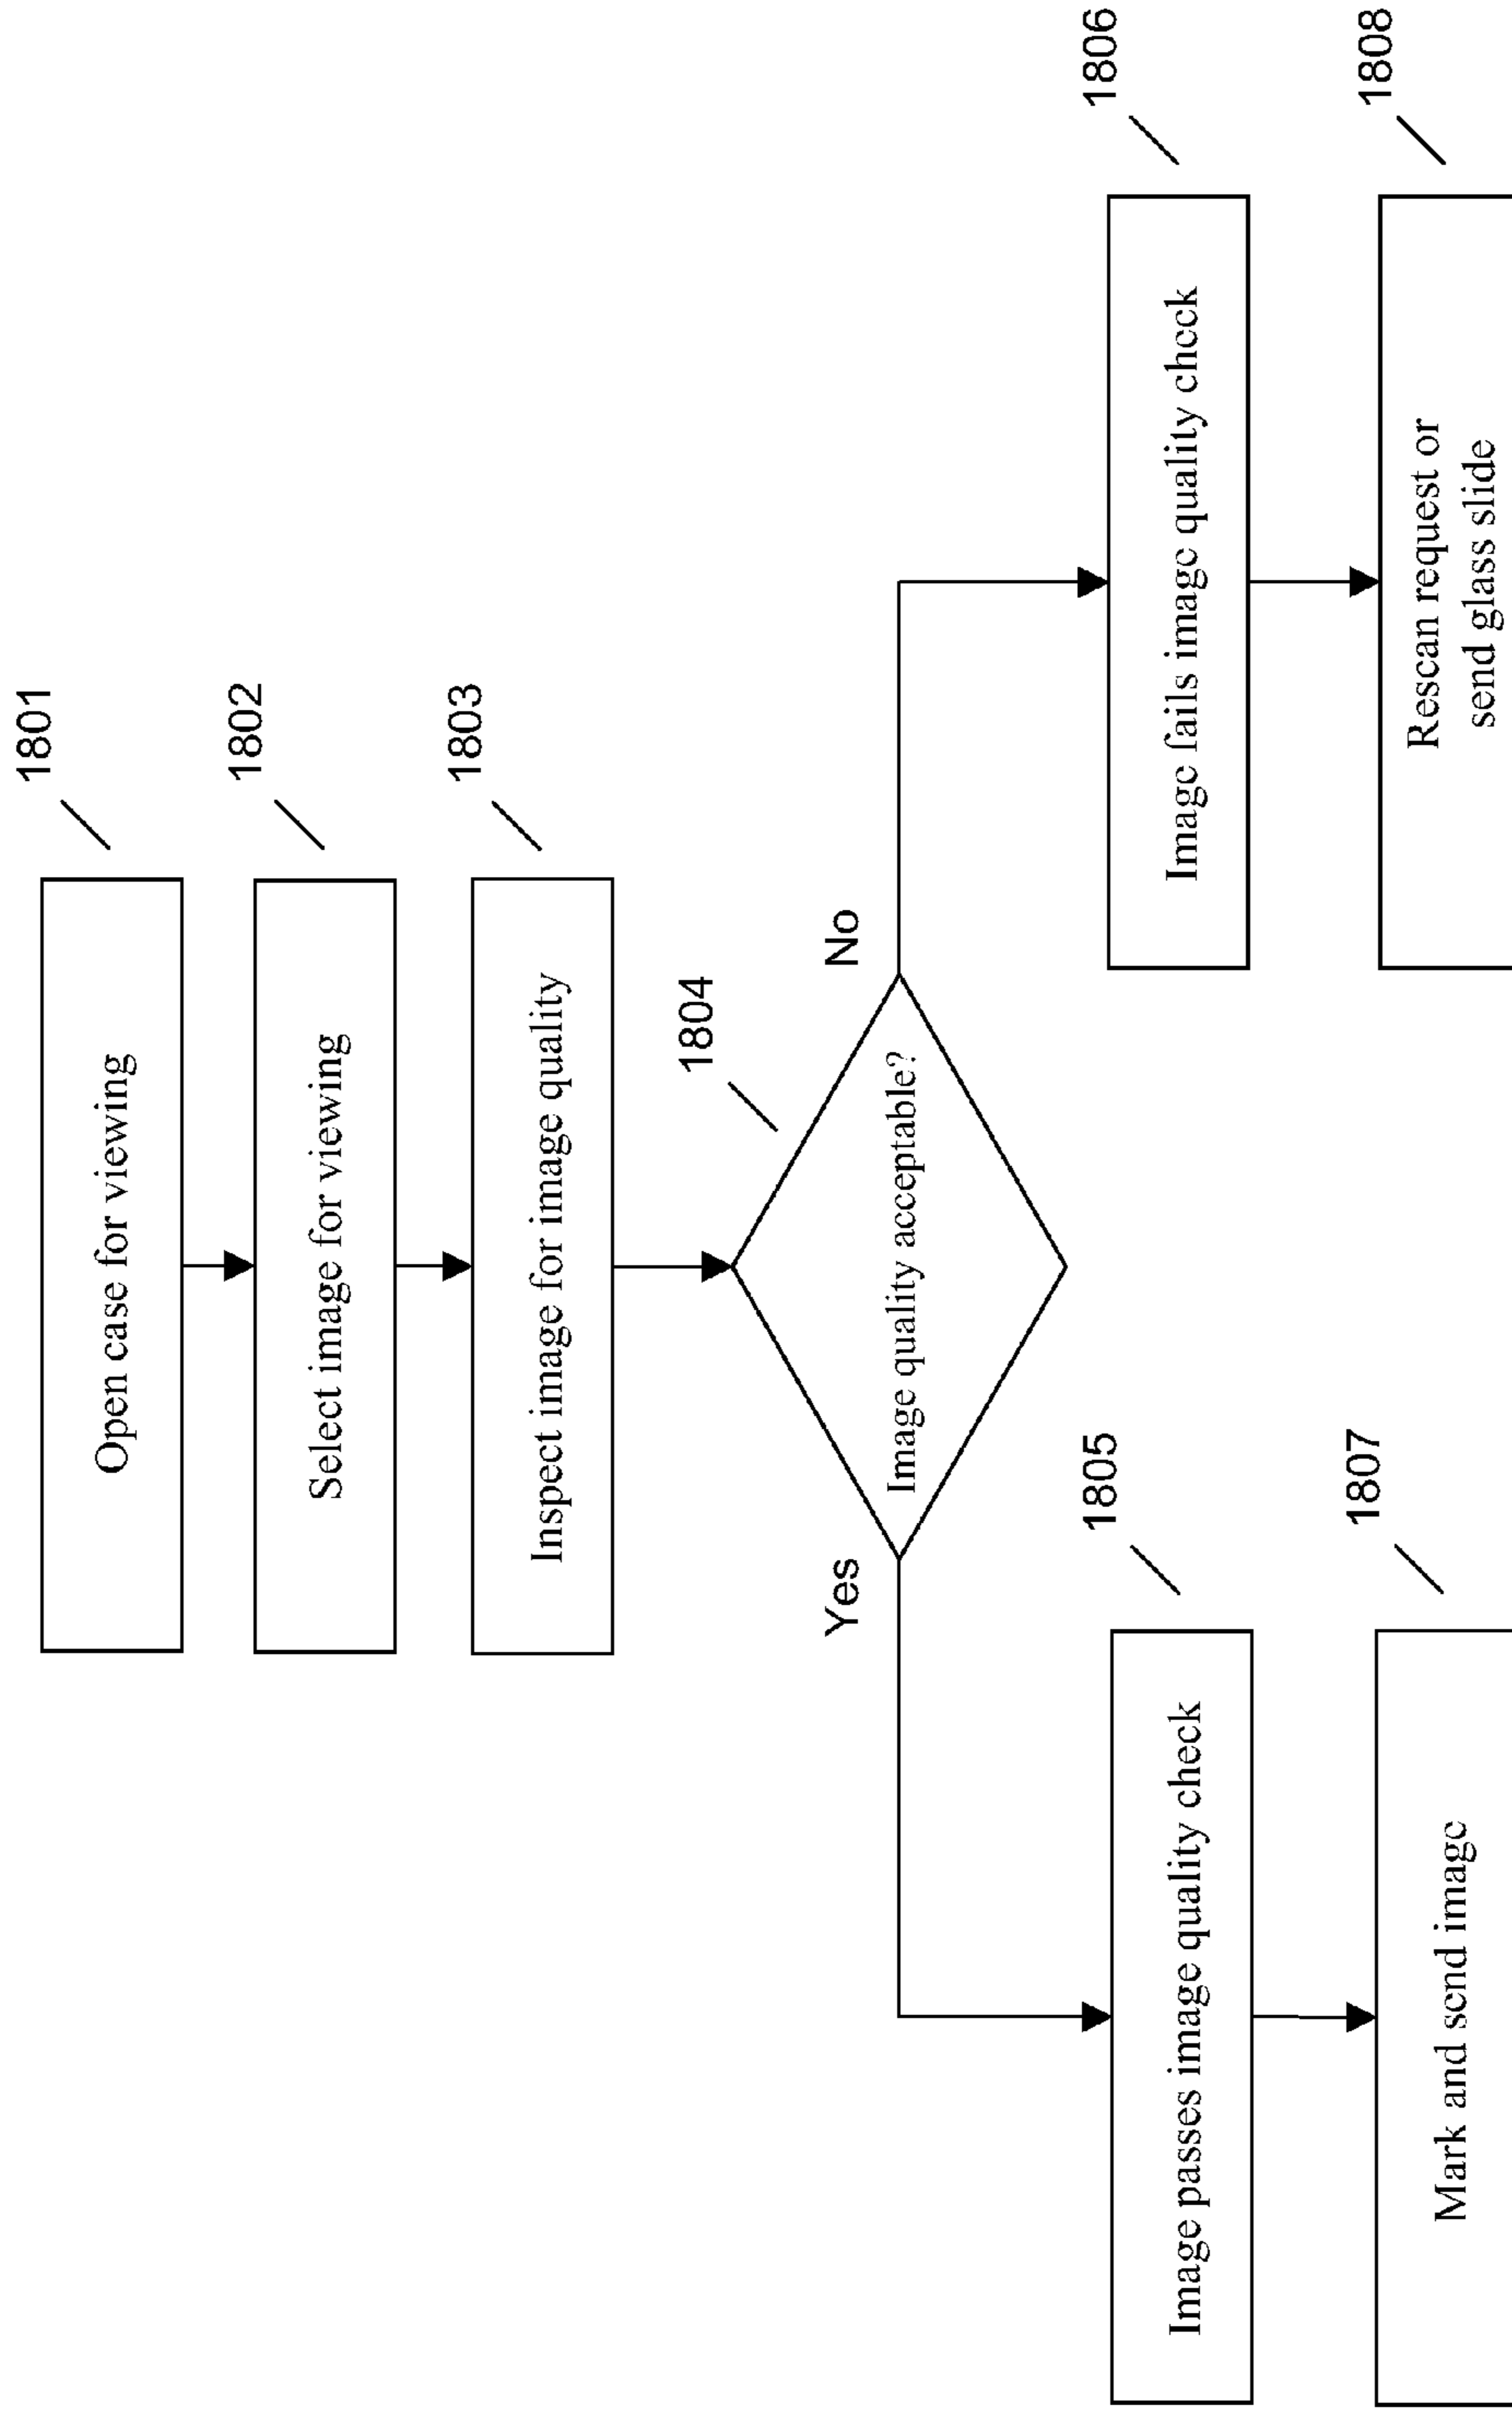 1801
Open case for viewing
1802
Select image for viewing
1803
Inspect image for image quality
1804
Image quality acceptable?
Yes
No
1805
Image passes image quality check
1806
Image fails image quality check
1807
Mark and send image
1808
Rescan request or
send glass slide